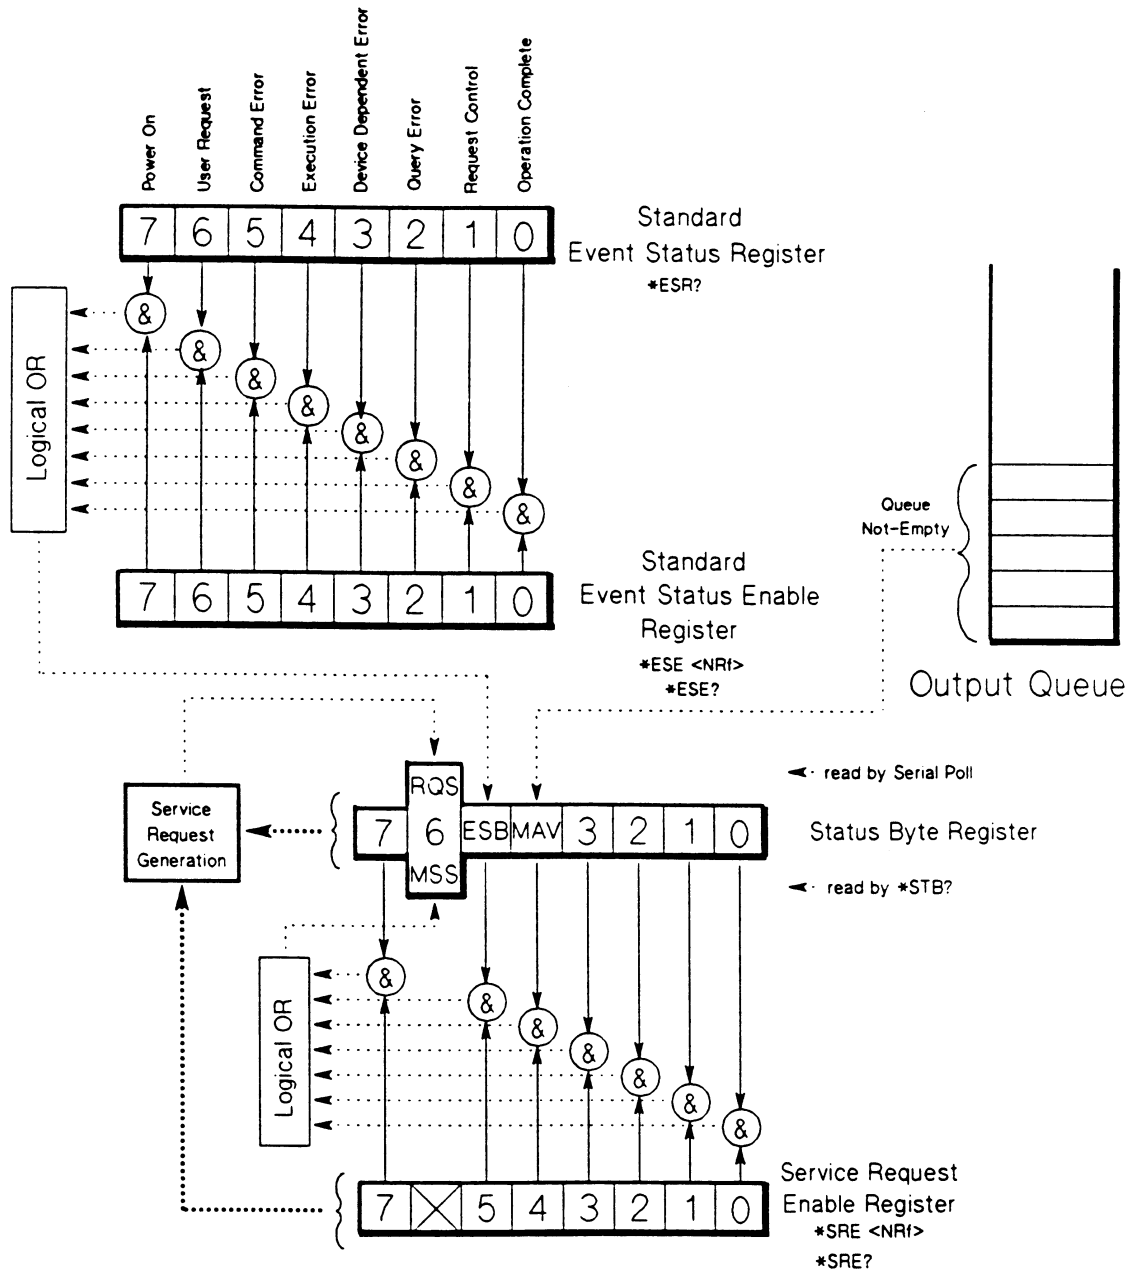 Power On
User Request
Command Error
Execution Error
Device Dependent Error
Query Error
Request Control
Operation Complete
7 6 5 4 3 2 1 0
Standard
Event Status Register
*ESR?
& & & & & & & &
Logical OR
7 6 5 4 3 2 1 0
Standard
Event Status Enable
Register
*ESE <NRf>
*ESE?
Queue
Not-Empty
Output Queue
Service
Request
Generation
RQS
7 6 ESB MAV 3 2 1 0
MSS
read by Serial Poll
Status Byte Register
read by *STB?
& & & & & & &
Logical OR
7 5 4 3 2 1 0
Service Request
Enable Register
*SRE <NRf>
*SRE?